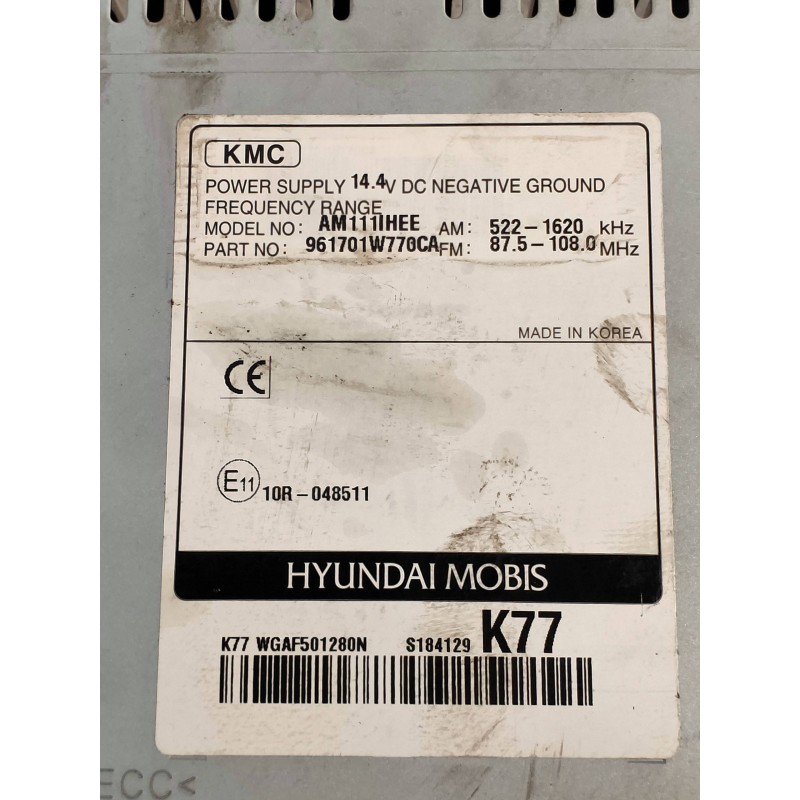 KMC
POWER SUPPLY 14.4V DC NEGATIVE GROUND
FREQUENCY RANGE
MODEL NO: AM111IHEE AM: 522-1620 kHz
PART NO: 961701W770CA FM: 87.5-108.0 MHz
MADE IN KOREA
CE
E11 10R-048511
HYUNDAI MOBIS
K77 WGAF501280N S184129 K77
ECC<